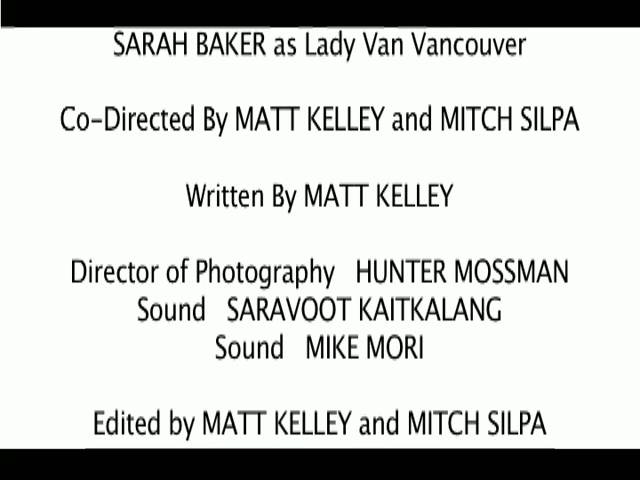 SARAH BAKER as Lady Van Vancouver
Co-Directed By MATT KELLEY and MITCH SILPA
Written By MATT KELLEY
Director of Photography HUNTER MOSSMAN
Sound SARAVOOT KAITKALANG
Sound MIKE MORI
Edited by MATT KELLEY and MITCH SILPA